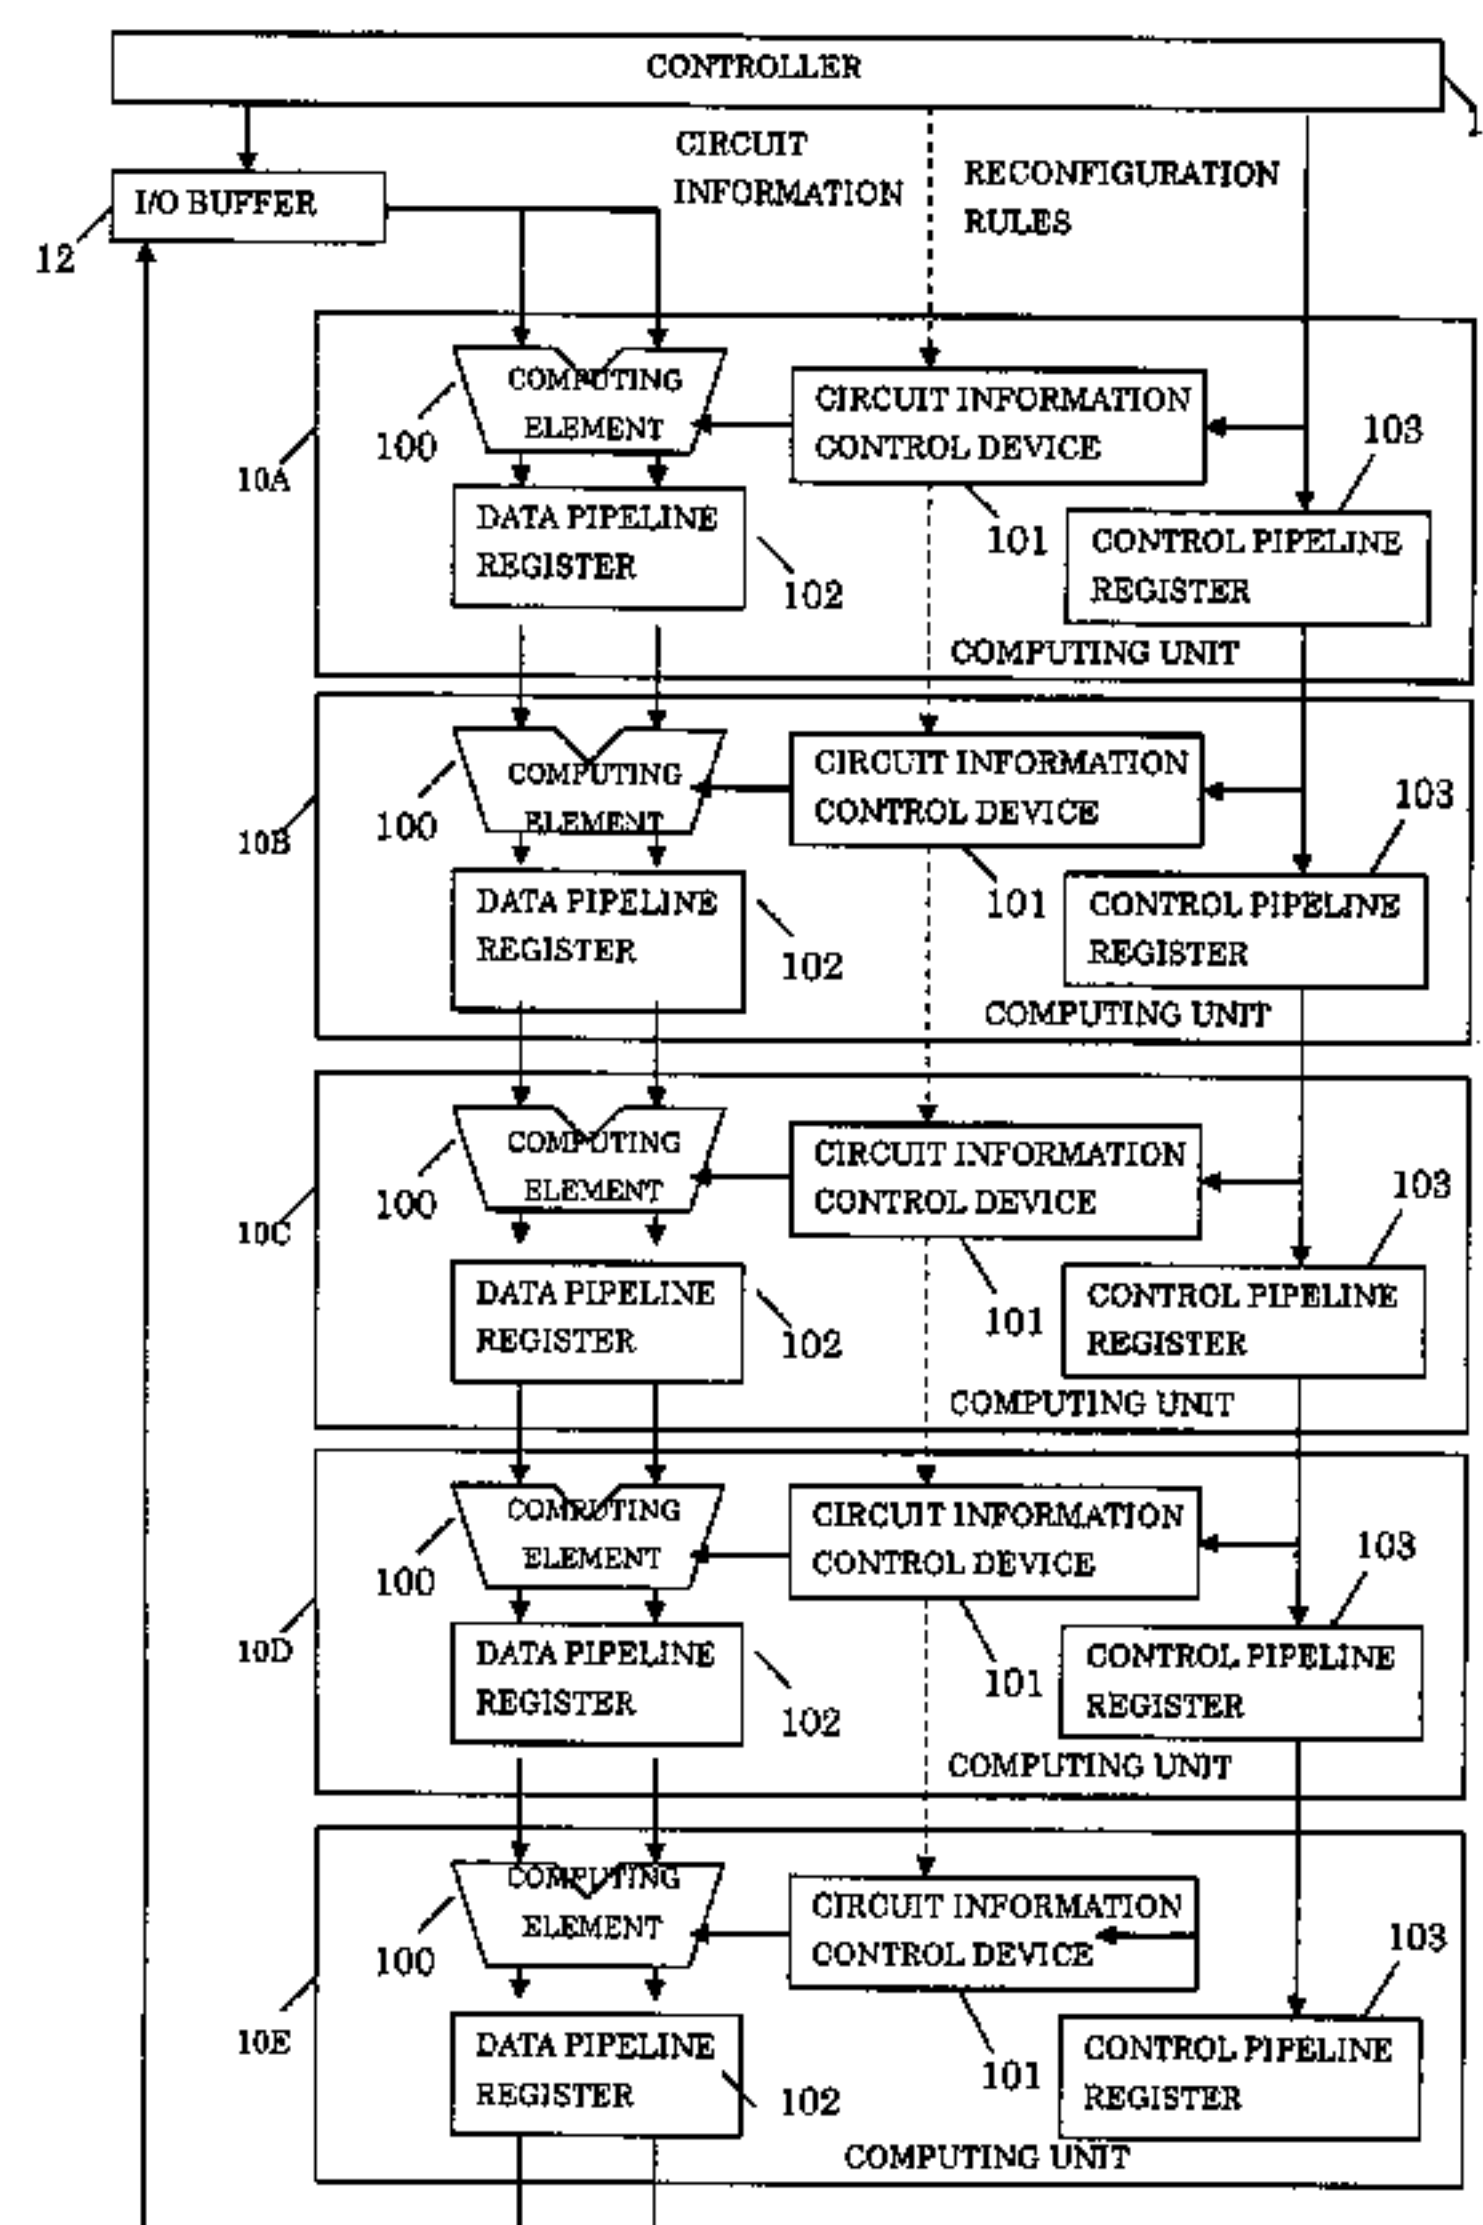 CONTROLLER
1
CIRCUIT
INFORMATION
RECONFIGURATION
RULES
I/O BUFFER
12
COMPUTING
ELEMENT
100
10A
CIRCUIT INFORMATION
CONTROL DEVICE
103
101
DATA PIPELINE
REGISTER
102
CONTROL PIPELINE
REGISTER
COMPUTING UNIT
COMPUTING
ELEMENT
100
10B
CIRCUIT INFORMATION
CONTROL DEVICE
103
101
DATA PIPELINE
REGISTER
102
CONTROL PIPELINE
REGISTER
COMPUTING UNIT
COMPUTING
ELEMENT
100
10C
CIRCUIT INFORMATION
CONTROL DEVICE
103
101
DATA PIPELINE
REGISTER
102
CONTROL PIPELINE
REGISTER
COMPUTING UNIT
COMPUTING
ELEMENT
100
10D
CIRCUIT INFORMATION
CONTROL DEVICE
103
101
DATA PIPELINE
REGISTER
102
CONTROL PIPELINE
REGISTER
COMPUTING UNIT
COMPUTING
ELEMENT
100
10E
CIRCUIT INFORMATION
CONTROL DEVICE
103
101
DATA PIPELINE
REGISTER
102
CONTROL PIPELINE
REGISTER
COMPUTING UNIT